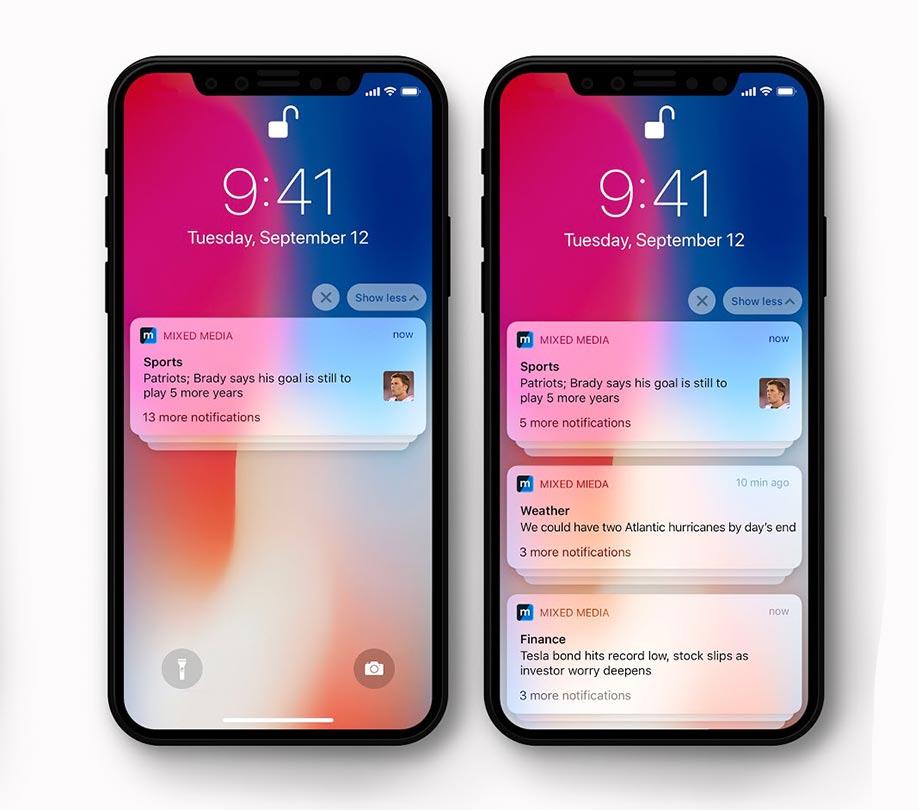 9:41
Tuesday, September 12
Show less
m MIXED MEDIA now
Sports
Patriots; Brady says his goal is still to
play 5 more years
13 more notifications
9:41
Tuesday, September 12
Show less
m MIXED MEDIA now
Sports
Patriots; Brady says his goal is still to
play 5 more years
5 more notifications
m MIXED MIEDA 10 min ago
Weather
We could have two Atlantic hurricanes by day's end
3 more notifications
m MIXED MEDIA now
Finance
Tesla bond hits record low, stock slips as
investor worry deepens
3 more notifications